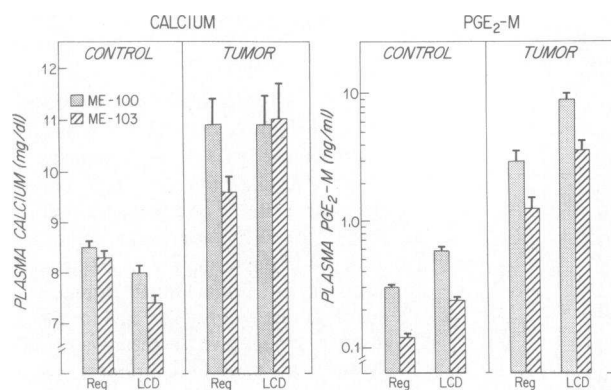 CALCIUM
CONTROL
TUMOR
ME-100
ME-103
PLASMA CALCIUM (mg/dl)
12
11
10
9
8
7
Reg
LCD
Reg
LCD
PGE₂-M
CONTROL
TUMOR
PLASMA PGE₂-M (ng/ml)
10
1.0
0.1
Reg
LCD
Reg
LCD